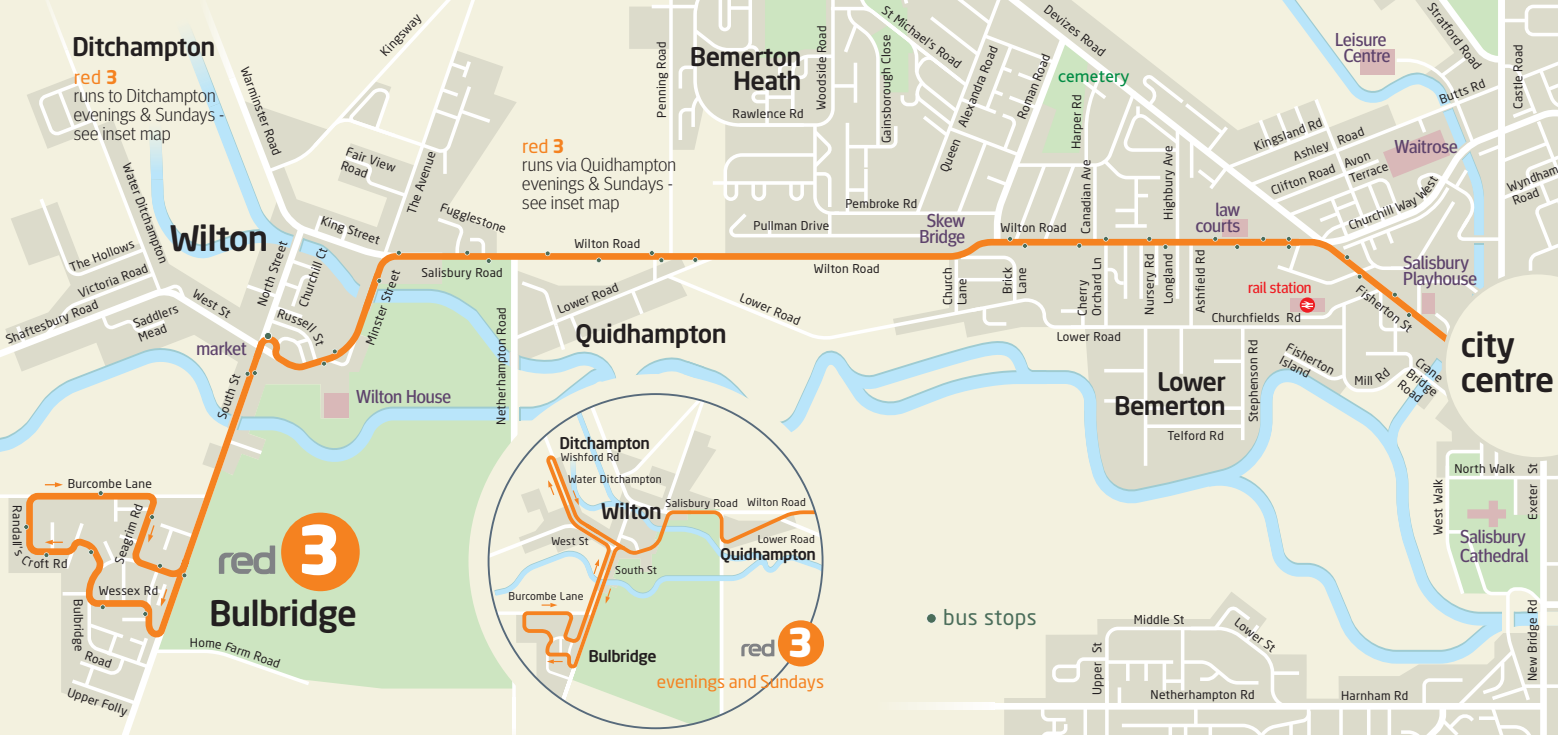 Ditchampton
red 3
runs to Ditchampton
evenings & Sundays -
see inset map
Kingsway
Warminster Road
Water Ditchampton
Fair View
Road
The Avenue
King Street
Fugglestone
Wilton
The Hollows
Victoria Road
Shaftesbury Road
West St
Saddlers
Mead
North Street
Churchill Ct
Russell St
Minster Street
market
South St
Wilton House
Salisbury Road
Netherhampton Road
red 3
runs via Quidhampton
evenings & Sundays -
see inset map
Wilton Road
Lower Road
Quidhampton
Lower Road
Wilton Road
Penning Road
Bemerton
Heath
Rawlence Rd
Woodside Road
Gainsborough Close
St Michael's Road
Queen Alexandra Road
Roman Road
Devizes Road
cemetery
Harper Rd
Pembroke Rd
Pullman Drive
Skew
Bridge
Wilton Road
Canadian Ave
Highbury Ave
law
courts
Church
Lane
Brick
Lane
Cherry
Orchard Ln
Nursery Rd
Longland
Ashfield Rd
Lower Road
rail station
Churchfields Rd
Leisure
Centre
Stratford Road
Castle Road
Butts Rd
Kingsland Rd
Ashley Road
Avon
Terrace
Clifton Road
Waitrose
Churchill Way West
Wyndham
Road
Salisbury
Playhouse
Fisherton St
city
centre
Fisherton
Island
Mill Rd
Crane
Bridge
Road
Lower
Bemerton
Stephenson Rd
Telford Rd
North Walk
West Walk
Exeter St
Salisbury
Cathedral
New Bridge Rd
Burcombe Lane
Randall's
Croft Rd
Seagrim Rd
Wessex Rd
Bulbridge
Road
Upper Folly
Home Farm Road
red 3
Bulbridge
Ditchampton
Wishford Rd
Water Ditchampton
Wilton
Salisbury Road
Wilton Road
Lower Road
Quidhampton
West St
South St
Burcombe Lane
Bulbridge
red 3
evenings and Sundays
bus stops
Middle St
Lower St
Upper St
Netherhampton Rd
Harnham Rd